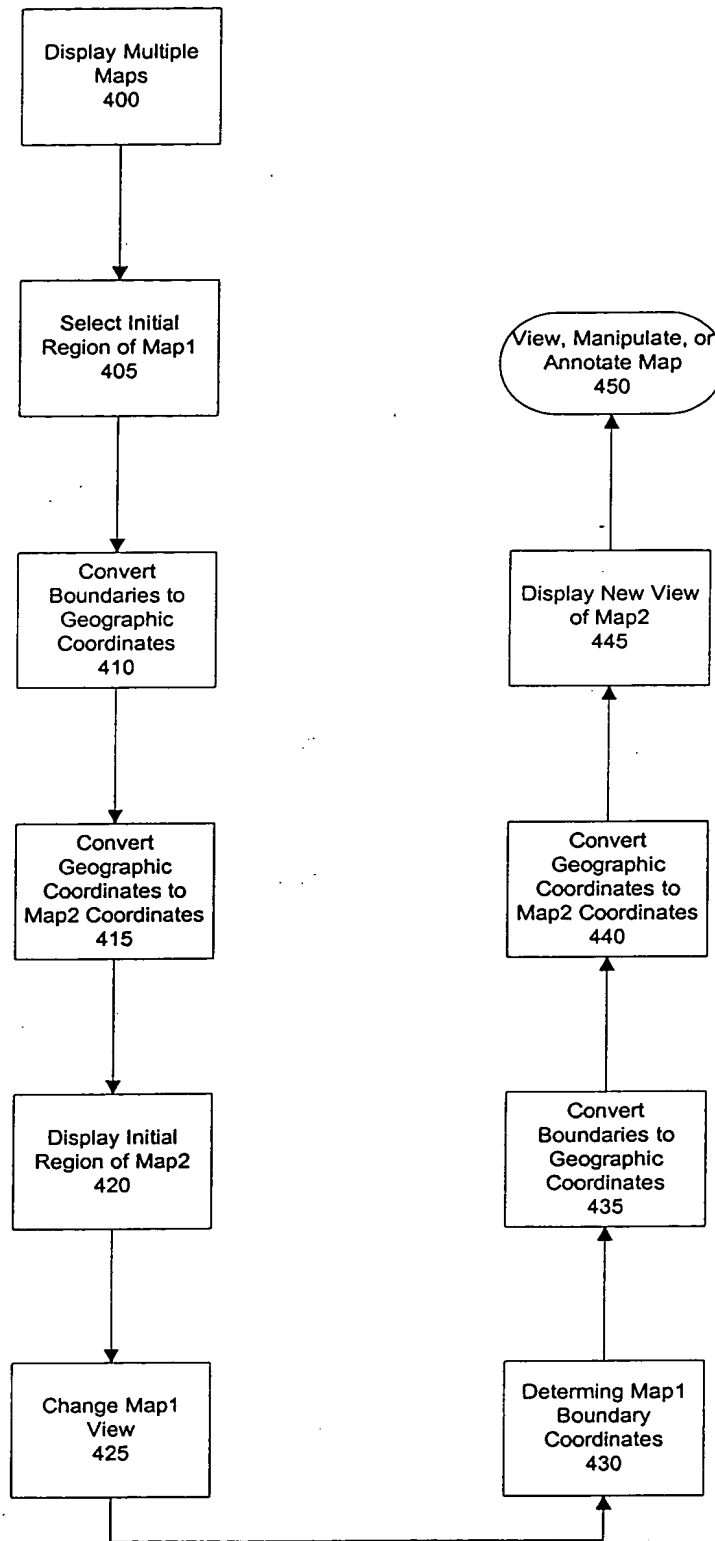 Display Multiple
Maps
400
Select Initial
Region of Map1
405
Convert
Boundaries to
Geographic
Coordinates
410
Convert
Geographic
Coordinates to
Map2 Coordinates
415
Display Initial
Region of Map2
420
Change Map1
View
425
Determing Map1
Boundary
Coordinates
430
Convert
Boundaries to
Geographic
Coordinates
435
Convert
Geographic
Coordinates to
Map2 Coordinates
440
Display New View
of Map2
445
View, Manipulate, or
Annotate Map
450